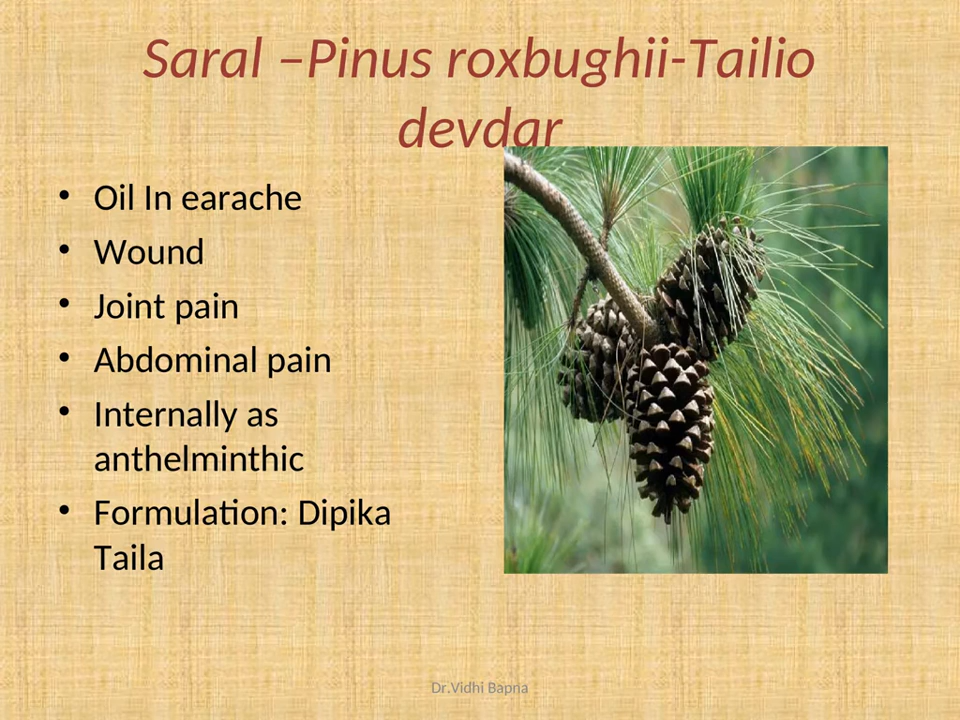 Saral –Pinus roxbughii-Tailio
devdar
• Oil In earache
• Wound
• Joint pain
• Abdominal pain
• Internally as
anthelminthic
• Formulation: Dipika
Taila
Dr.Vidhi Bapna